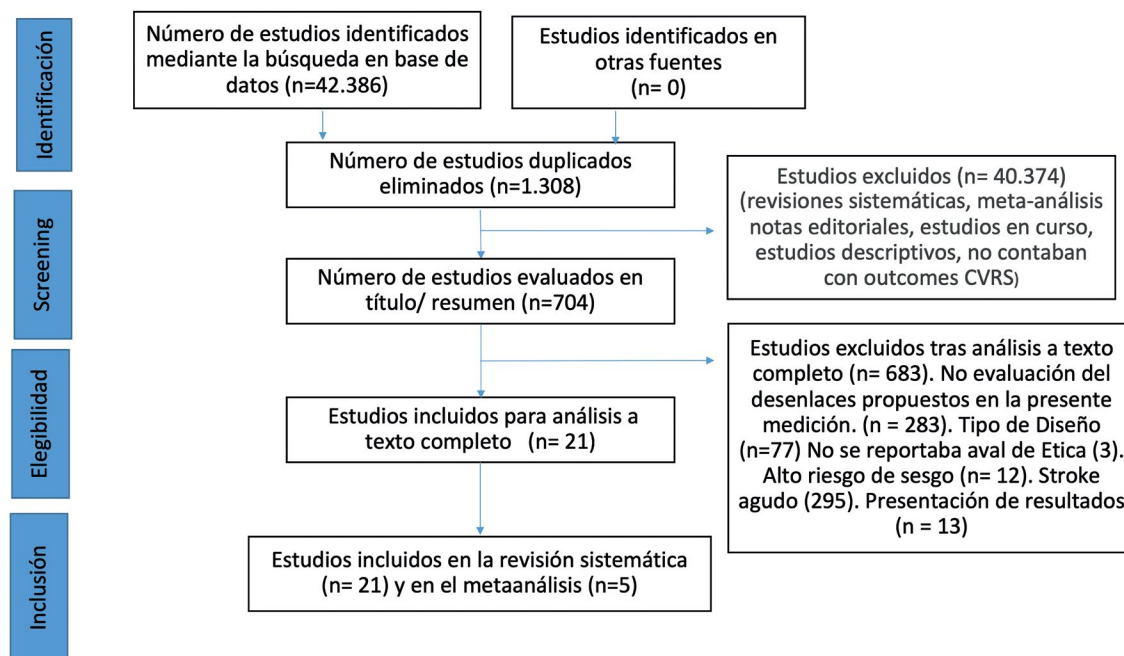 Identificación
Número de estudios identificados
mediante la búsqueda en base de
datos (n=42.386)
Estudios identificados en
otras fuentes
(n= 0)
Número de estudios duplicados
eliminados (n=1.308)
Estudios excluidos (n= 40.374)
(revisiones sistemáticas, meta-análisis
notas editoriales, estudios en curso,
estudios descriptivos, no contaban
con outcomes CVRS)
Screening
Número de estudios evaluados en
título/ resumen (n=704)
Estudios excluidos tras análisis a texto
completo (n= 683). No evaluación del
desenlaces propuestos en la presente
medición. (n = 283). Tipo de Diseño
(n=77) No se reportaba aval de Etica (3).
Alto riesgo de sesgo (n= 12). Stroke
agudo (295). Presentación de resultados
(n = 13)
Elegibilidad
Estudios incluidos para análisis a
texto completo (n= 21)
Inclusión
Estudios incluidos en la revisión sistemática
(n= 21) y en el metaanálisis (n=5)